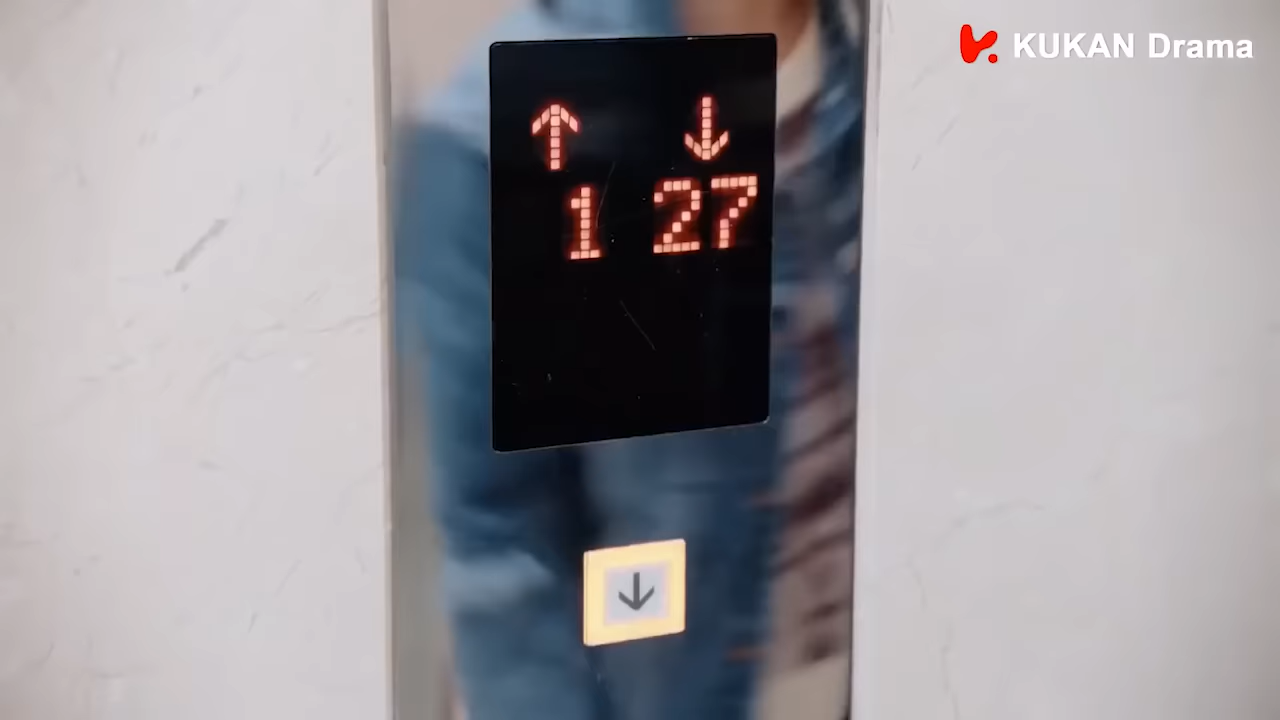 KUKAN Drama
↑ ↓
1 27
↓